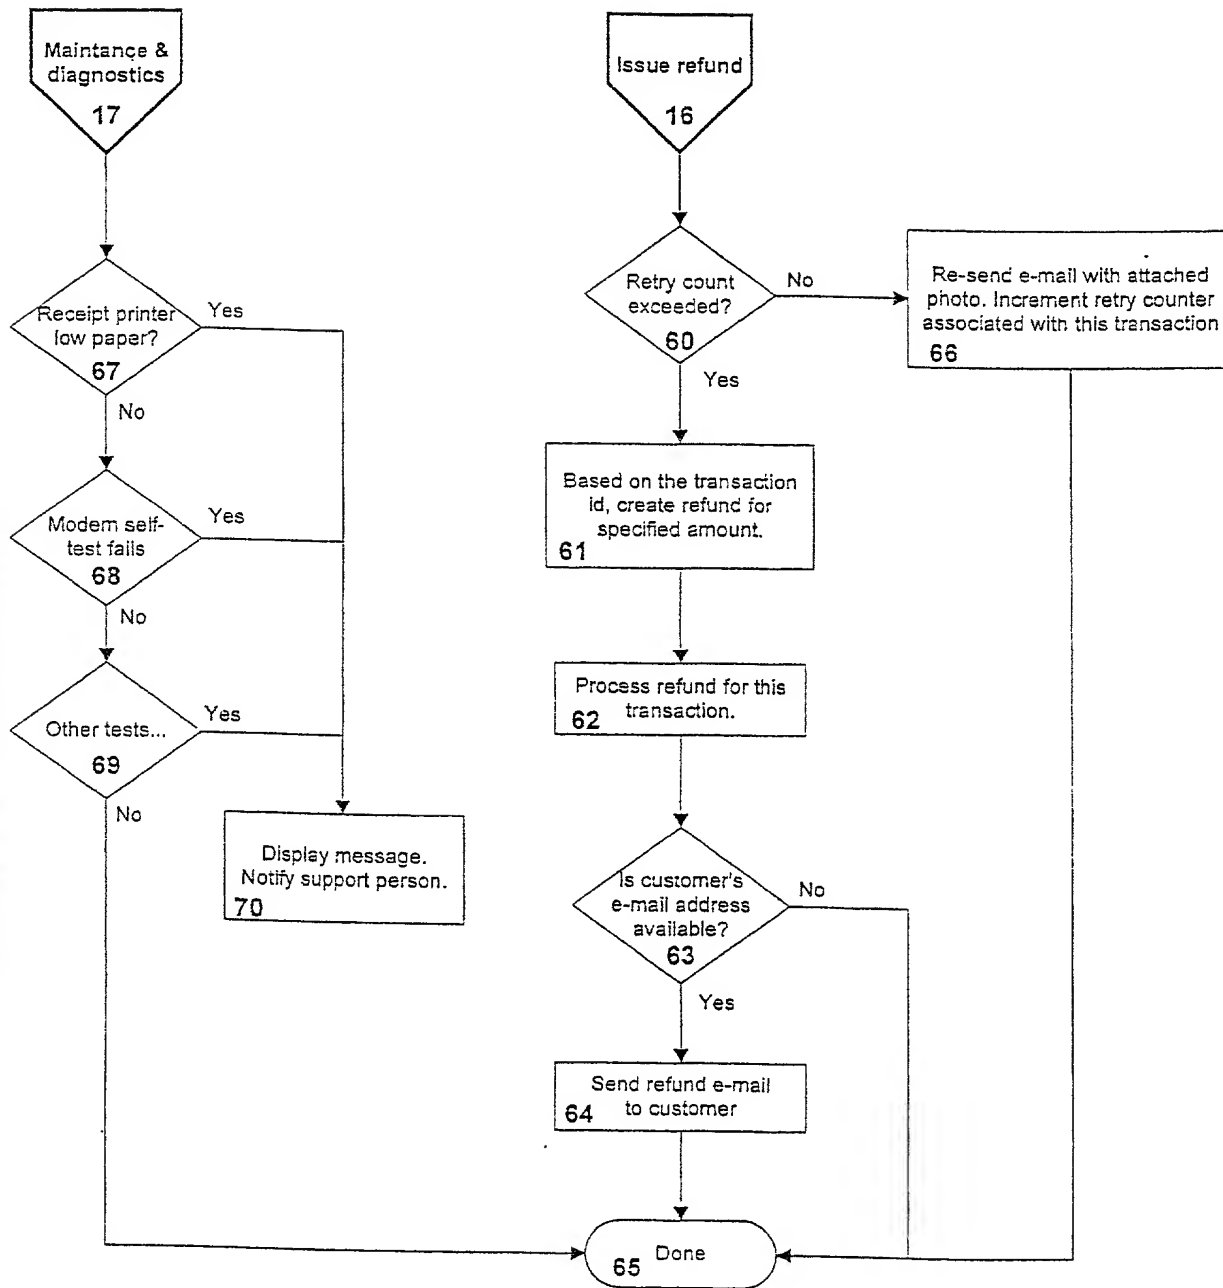 Maintance &
diagnostics
17
Issue refund
16
Receipt printer
low paper?
67
Yes
No
Modem self-
test fails
68
Yes
No
Other tests...
69
Yes
No
Display message.
Notify support person.
70
Retry count
exceeded?
60
No
Yes
Re-send e-mail with attached
photo. Increment retry counter
associated with this transaction
66
Based on the transaction
id, create refund for
specified amount.
61
Process refund for this
transaction.
62
Is customer's
e-mail address
available?
63
No
Yes
Send refund e-mail
to customer
64
Done
65